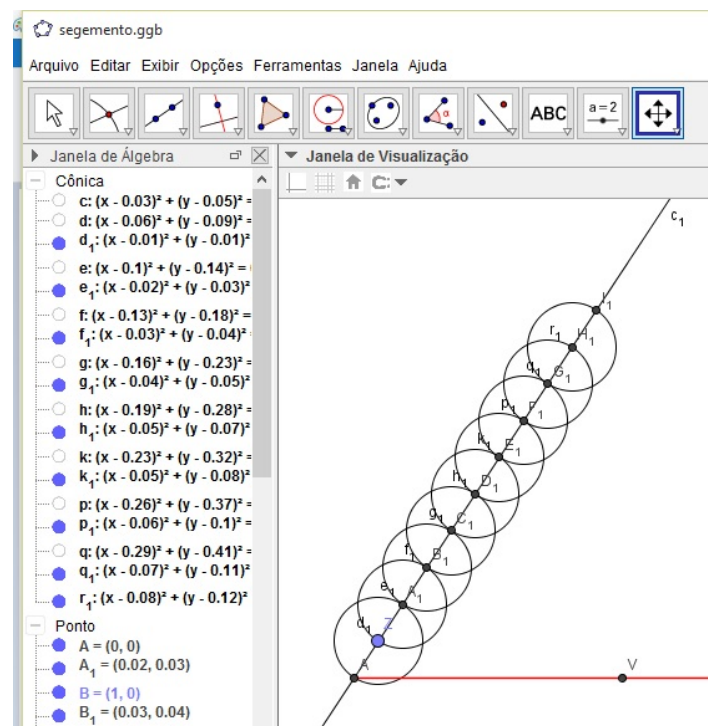 segemento.ggb
Arquivo Editar Exibir Opções Ferramentas Janela Ajuda
ABC
a=2
α
Janela de Álgebra
Janela de Visualização
Cônica
c: (x - 0.03)² + (y - 0.05)² =
d: (x - 0.06)² + (y - 0.09)² =
d₁: (x - 0.01)² + (y - 0.01)²
e: (x - 0.1)² + (y - 0.14)² =
e₁: (x - 0.02)² + (y - 0.03)²
f: (x - 0.13)² + (y - 0.18)² =
f₁: (x - 0.03)² + (y - 0.04)²
g: (x - 0.16)² + (y - 0.23)² =
g₁: (x - 0.04)² + (y - 0.05)²
h: (x - 0.19)² + (y - 0.28)² =
h₁: (x - 0.05)² + (y - 0.07)²
k: (x - 0.23)² + (y - 0.32)² =
k₁: (x - 0.05)² + (y - 0.08)²
p: (x - 0.26)² + (y - 0.37)² =
p₁: (x - 0.06)² + (y - 0.1)² =
q: (x - 0.29)² + (y - 0.41)² =
q₁: (x - 0.07)² + (y - 0.11)²
r₁: (x - 0.08)² + (y - 0.12)²
Ponto
A = (0, 0)
A₁ = (0.02, 0.03)
B = (1, 0)
B₁ = (0.03, 0.04)
c₁
I₁
r₁ H₁
q₁ G₁
p₁ F₁
k₁ E₁
h₁ D₁
g₁ C₁
f₁ B₁
e₁ A₁
d₁ Z
A
V